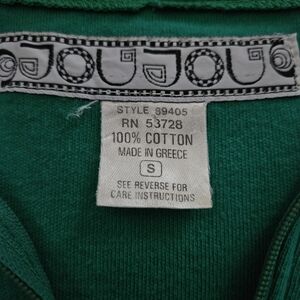 JOUJOU
STYLE 89405
RN 53728
100% COTTON
MADE IN GREECE
S
SEE REVERSE FOR
CARE INSTRUCTIONS